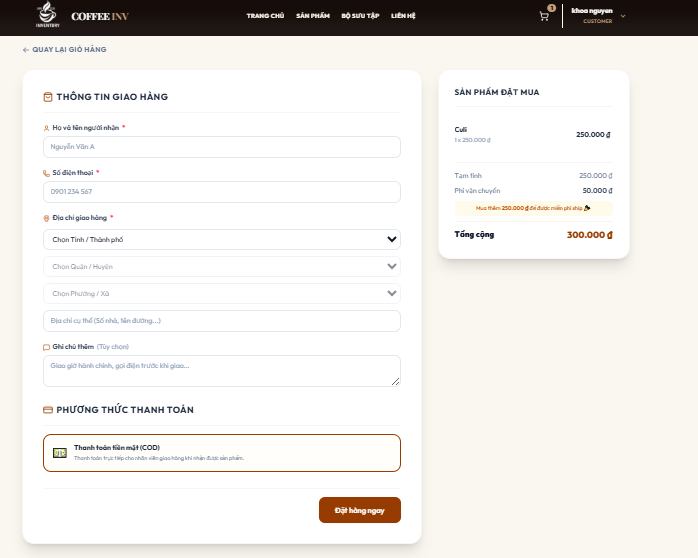 INVENTORY
COFFEE INV
TRANG CHỦ SẢN PHẨM BỘ SƯU TẬP LIÊN HỆ
1
khoa nguyen
CUSTOMER
← QUAY LẠI GIỎ HÀNG
THÔNG TIN GIAO HÀNG
Họ và tên người nhận *
Nguyễn Văn A
Số điện thoại *
0901 234 567
Địa chỉ giao hàng *
Chọn Tỉnh / Thành phố
Chọn Quận / Huyện
Chọn Phường / Xã
Địa chỉ cụ thể (Số nhà, tên đường...)
Ghi chú thêm (Tùy chọn)
Giao giờ hành chính, gọi điện trước khi giao...
PHƯƠNG THỨC THANH TOÁN
Thanh toán tiền mặt (COD)
Thanh toán trực tiếp cho nhân viên giao hàng khi nhận được sản phẩm.
Đặt hàng ngay
SẢN PHẨM ĐẶT MUA
Culi
1 x 250.000 ₫
250.000 ₫
Tạm tính 250.000 ₫
Phí vận chuyển 50.000 ₫
Mua thêm 250.000 ₫ để được miễn phí ship
Tổng cộng 300.000 ₫